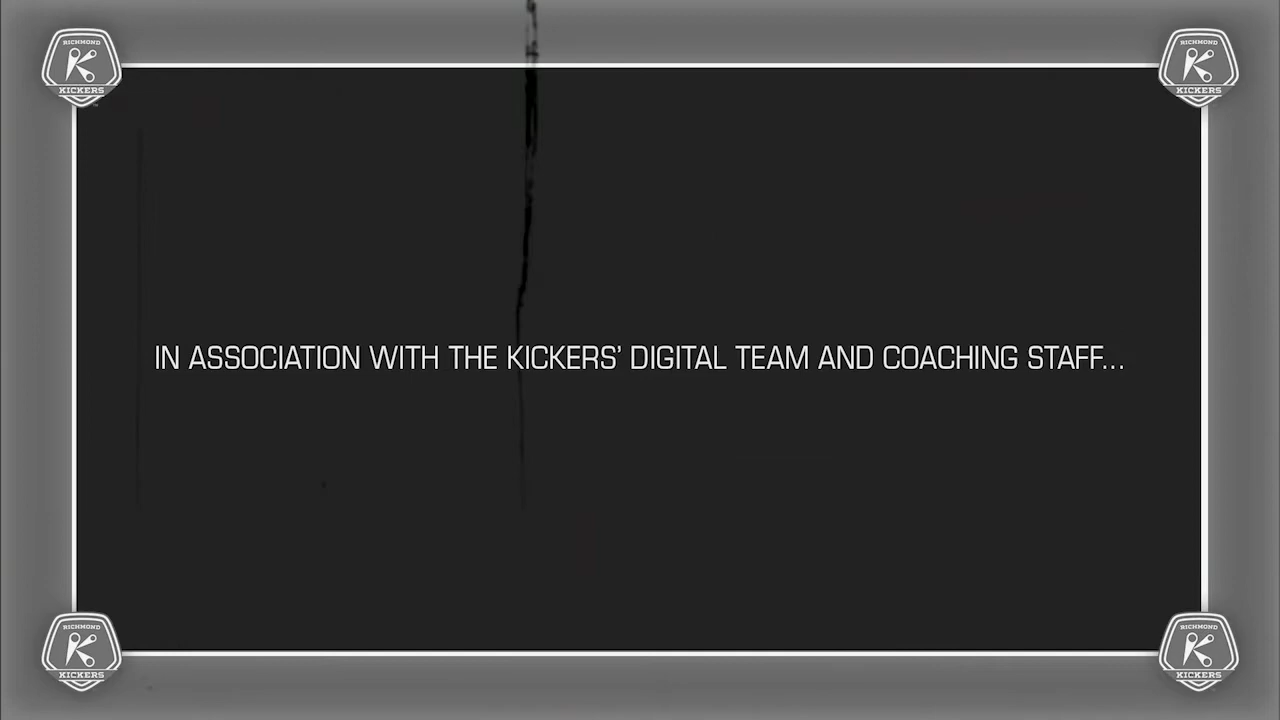 RICHMOND
KICKERS
RICHMOND
KICKERS
IN ASSOCIATION WITH THE KICKERS’ DIGITAL TEAM AND COACHING STAFF...
RICHMOND
KICKERS
RICHMOND
KICKERS